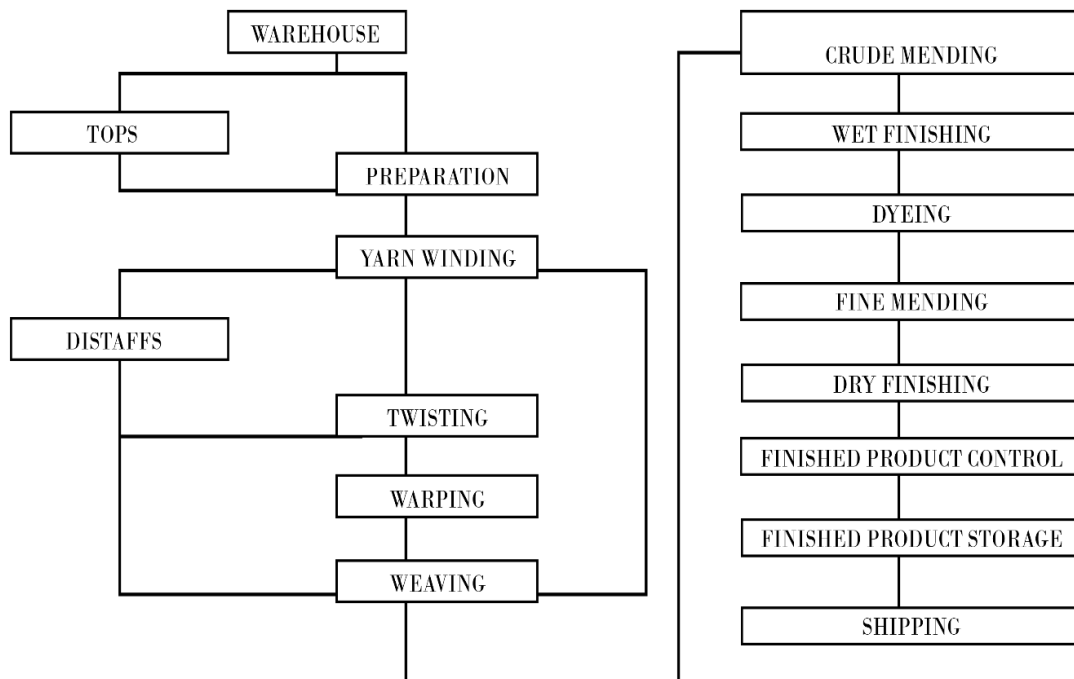 WAREHOUSE
TOPS
PREPARATION
YARN WINDING
DISTAFFS
TWISTING
WARPING
WEAVING
CRUDE MENDING
WET FINISHING
DYEING
FINE MENDING
DRY FINISHING
FINISHED PRODUCT CONTROL
FINISHED PRODUCT STORAGE
SHIPPING